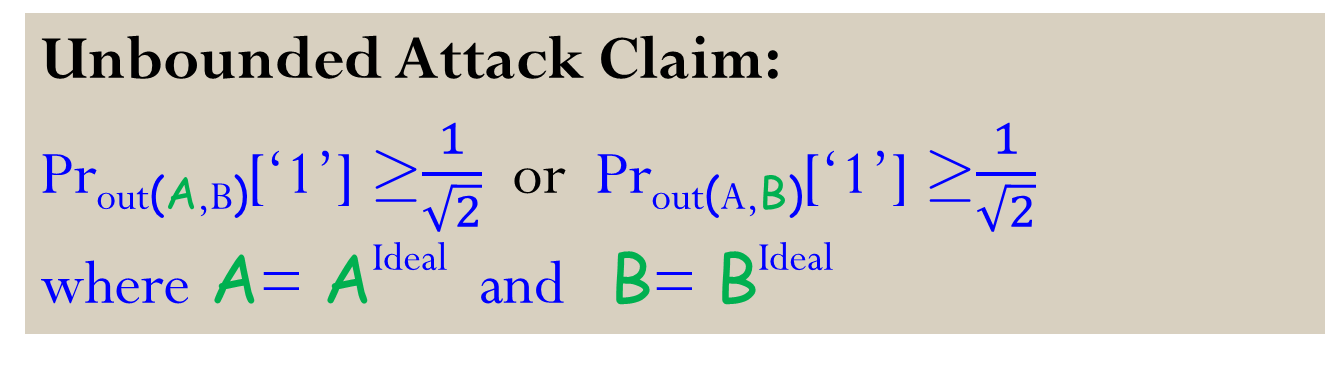 Unbounded Attack Claim:
Pr_out(A,B)[‘1’] ≥ 1/√2 or Pr_out(A,B)[‘1’] ≥ 1/√2
where A= A^Ideal and B= B^Ideal